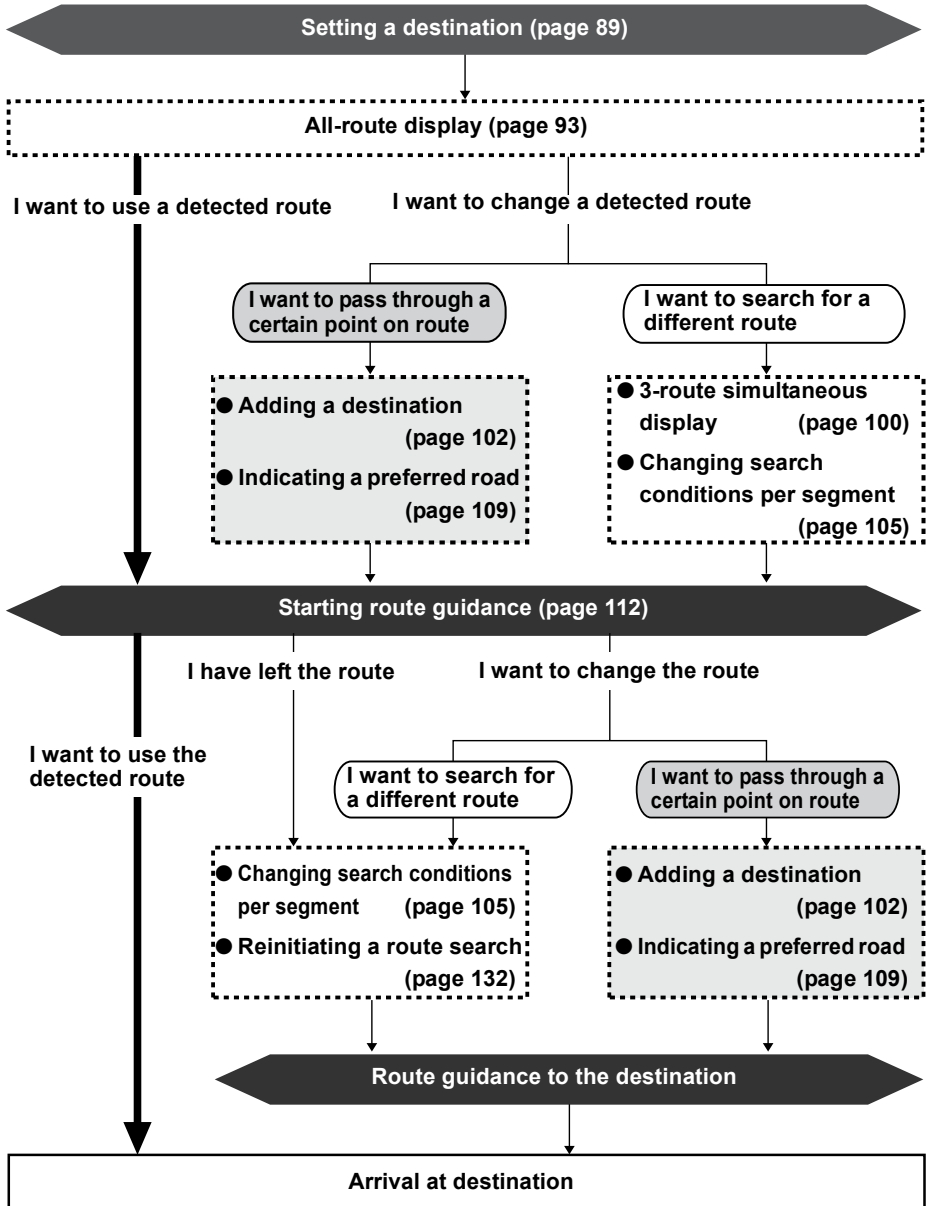 Setting a destination (page 89)
All-route display (page 93)
I want to use a detected route
I want to change a detected route
I want to pass through a
certain point on route
I want to search for a
different route
● Adding a destination
(page 102)
● Indicating a preferred road
(page 109)
● 3-route simultaneous
display (page 100)
● Changing search
conditions per segment
(page 105)
Starting route guidance (page 112)
I have left the route
I want to change the route
I want to use the
detected route
I want to search for
a different route
I want to pass through a
certain point on route
● Changing search conditions
per segment (page 105)
● Reinitiating a route search
(page 132)
● Adding a destination
(page 102)
● Indicating a preferred road
(page 109)
Route guidance to the destination
Arrival at destination